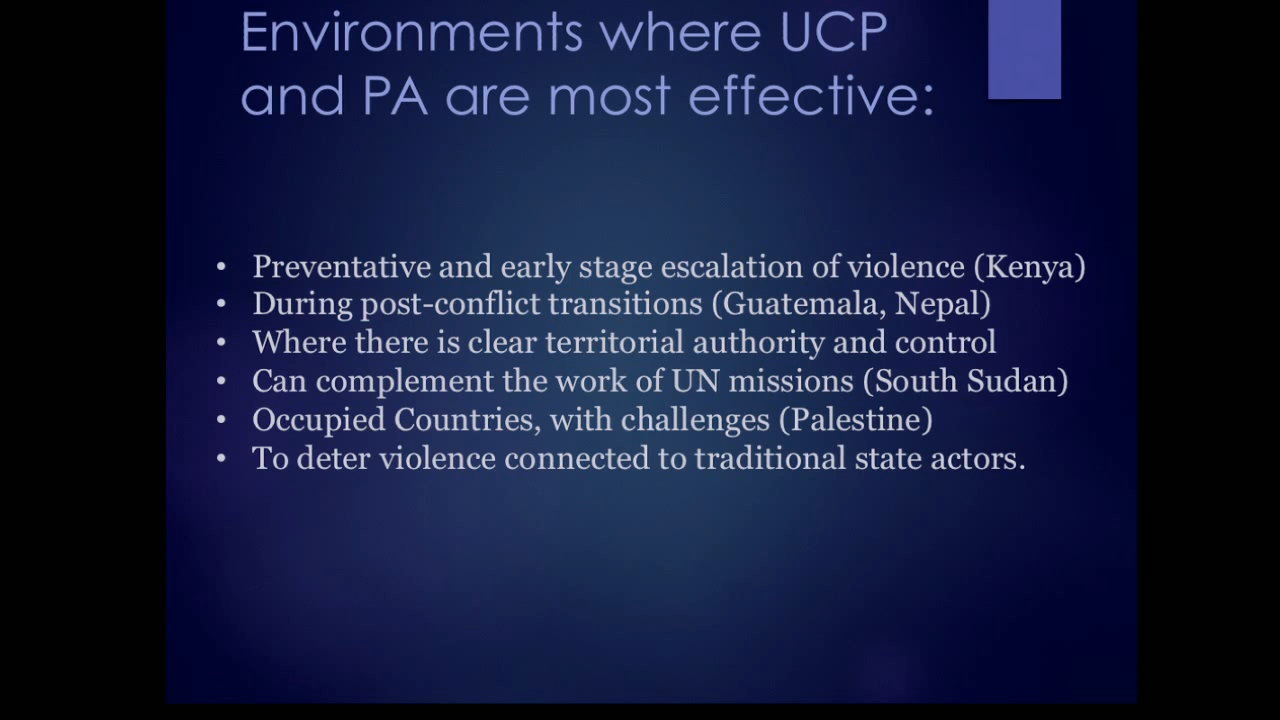 Environments where UCP
and PA are most effective:
• Preventative and early stage escalation of violence (Kenya)
• During post-conflict transitions (Guatemala, Nepal)
• Where there is clear territorial authority and control
• Can complement the work of UN missions (South Sudan)
• Occupied Countries, with challenges (Palestine)
• To deter violence connected to traditional state actors.